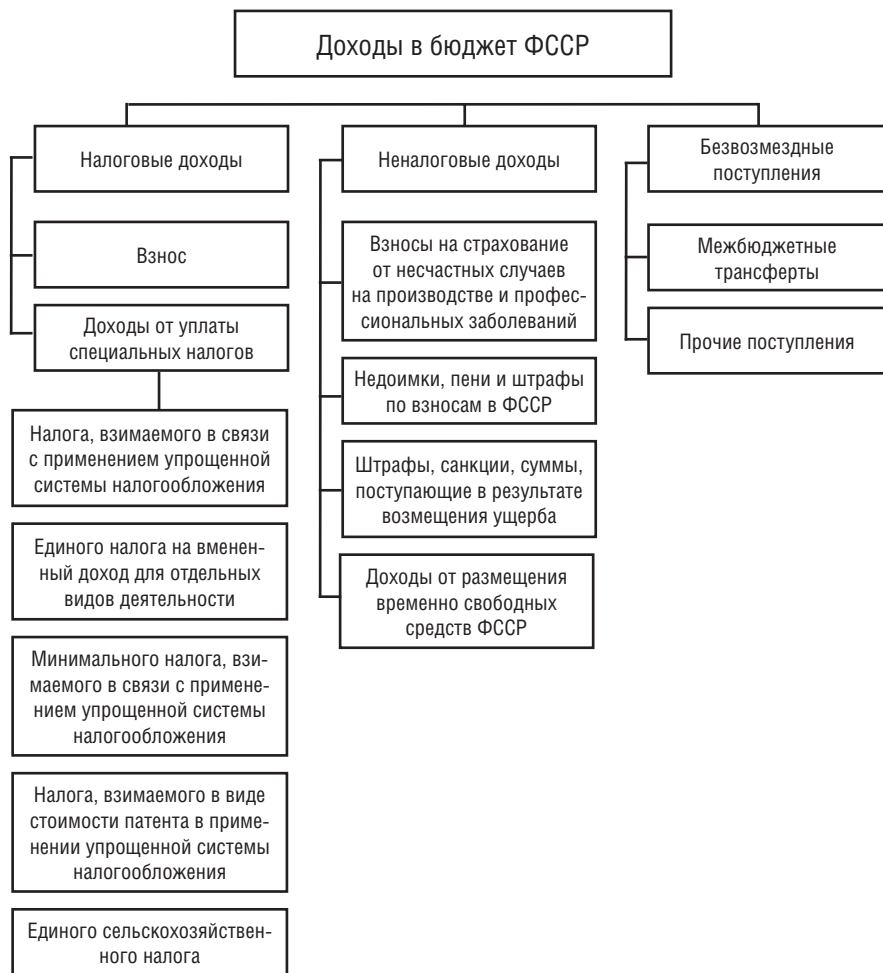 Доходы в бюджет ФССР
Налоговые доходы
Взнос
Доходы от уплаты
специальных налогов
Налога, взимаемого в связи
с применением упрощенной
системы налогообложения
Единого налога на вменен-
ный доход для отдельных
видов деятельности
Минимального налога, взи-
маемого в связи с примене-
нием упрощенной системы
налогообложения
Налога, взимаемого в виде
стоимости патента в приме-
нении упрощенной системы
налогообложения
Единого сельскохозяйствен-
ного налога
Неналоговые доходы
Взносы на страхование
от несчастных случаев
на производстве и профес-
сиональных заболеваний
Недоимки, пени и штрафы
по взносам в ФССР
Штрафы, санкции, суммы,
поступающие в результате
возмещения ущерба
Доходы от размещения
временно свободных
средств ФССР
Безвозмездные
поступления
Межбюджетные
трансферты
Прочие поступления